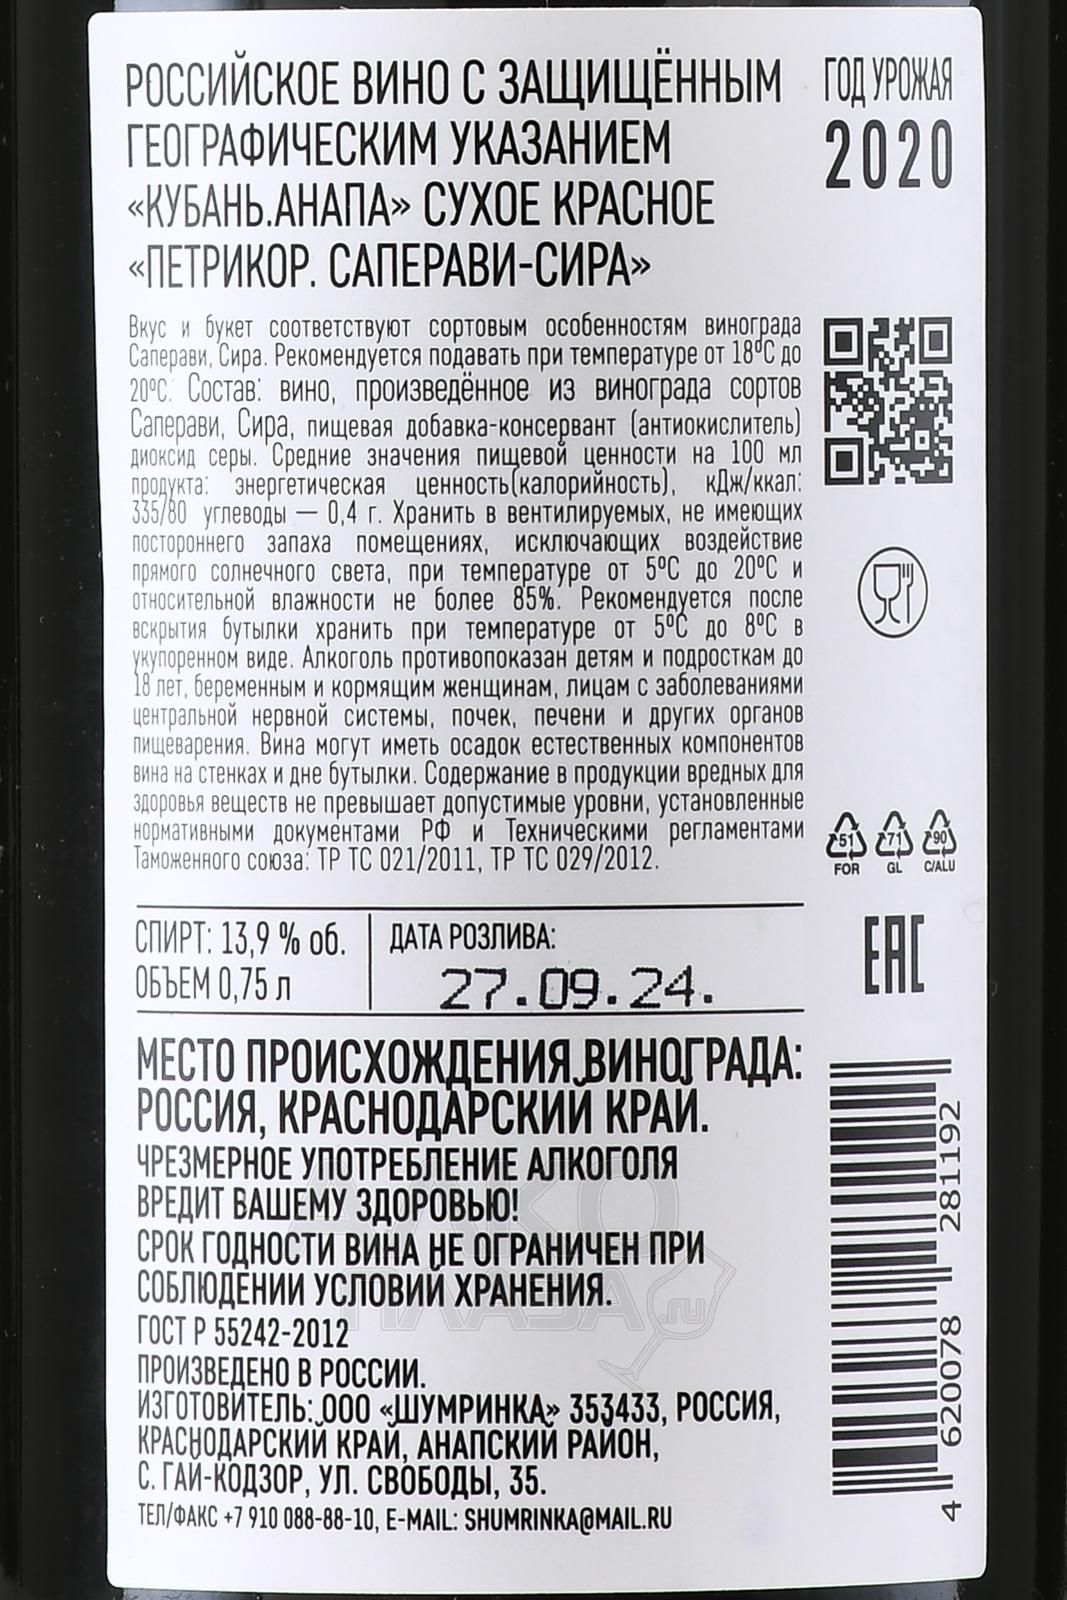 РОССИЙСКОЕ ВИНО С ЗАЩИЩЁННЫМ
ГЕОГРАФИЧЕСКИМ УКАЗАНИЕМ
«КУБАНЬ.АНАПА» СУХОЕ КРАСНОЕ
«ПЕТРИКОР. САПЕРАВИ-СИРА»
ГОД УРОЖАЯ
2020
Вкус и букет соответствуют сортовым особенностям винограда
Саперави, Сира. Рекомендуется подавать при температуре от 18ºС до
20ºС. Состав: вино, произведённое из винограда сортов
Саперави, Сира, пищевая добавка-консервант (антиокислитель)
диоксид серы. Средние значения пищевой ценности на 100 мл
продукта: энергетическая ценность(калорийность), кДж/ккал:
335/80 углеводы — 0,4 г. Хранить в вентилируемых, не имеющих
постороннего запаха помещениях, исключающих воздействие
прямого солнечного света, при температуре от 5ºС до 20ºС и
относительной влажности не более 85%. Рекомендуется после
вскрытия бутылки хранить при температуре от 5ºС до 8ºС в
укупоренном виде. Алкоголь противопоказан детям и подросткам до
18 лет, беременным и кормящим женщинам, лицам с заболеваниями
центральной нервной системы, почек, печени и других органов
пищеварения. Вина могут иметь осадок естественных компонентов
вина на стенках и дне бутылки. Содержание в продукции вредных для
здоровья веществ не превышает допустимые уровни, установленные
нормативными документами РФ и Техническими регламентами
Таможенного союза: ТР ТС 021/2011, ТР ТС 029/2012.
51 71 90
FOR GL C/ALU
EAC
СПИРТ: 13,9 % об.
ОБЪЕМ 0,75 л
ДАТА РОЗЛИВА:
27.09.24.
МЕСТО ПРОИСХОЖДЕНИЯ ВИНОГРАДА:
РОССИЯ, КРАСНОДАРСКИЙ КРАЙ.
ЧРЕЗМЕРНОЕ УПОТРЕБЛЕНИЕ АЛКОГОЛЯ
ВРЕДИТ ВАШЕМУ ЗДОРОВЬЮ!
СРОК ГОДНОСТИ ВИНА НЕ ОГРАНИЧЕН ПРИ
СОБЛЮДЕНИИ УСЛОВИЙ ХРАНЕНИЯ.
АЛКО
ПЛАЗА.ru
ГОСТ Р 55242-2012
ПРОИЗВЕДЕНО В РОССИИ.
ИЗГОТОВИТЕЛЬ: ООО «ШУМРИНКА» 353433, РОССИЯ,
КРАСНОДАРСКИЙ КРАЙ, АНАПСКИЙ РАЙОН,
С. ГАЙ-КОДЗОР, УЛ. СВОБОДЫ, 35.
ТЕЛ/ФАКС +7 910 088-88-10, E-MAIL: SHUMRINKA@MAIL.RU
4 620078 281192